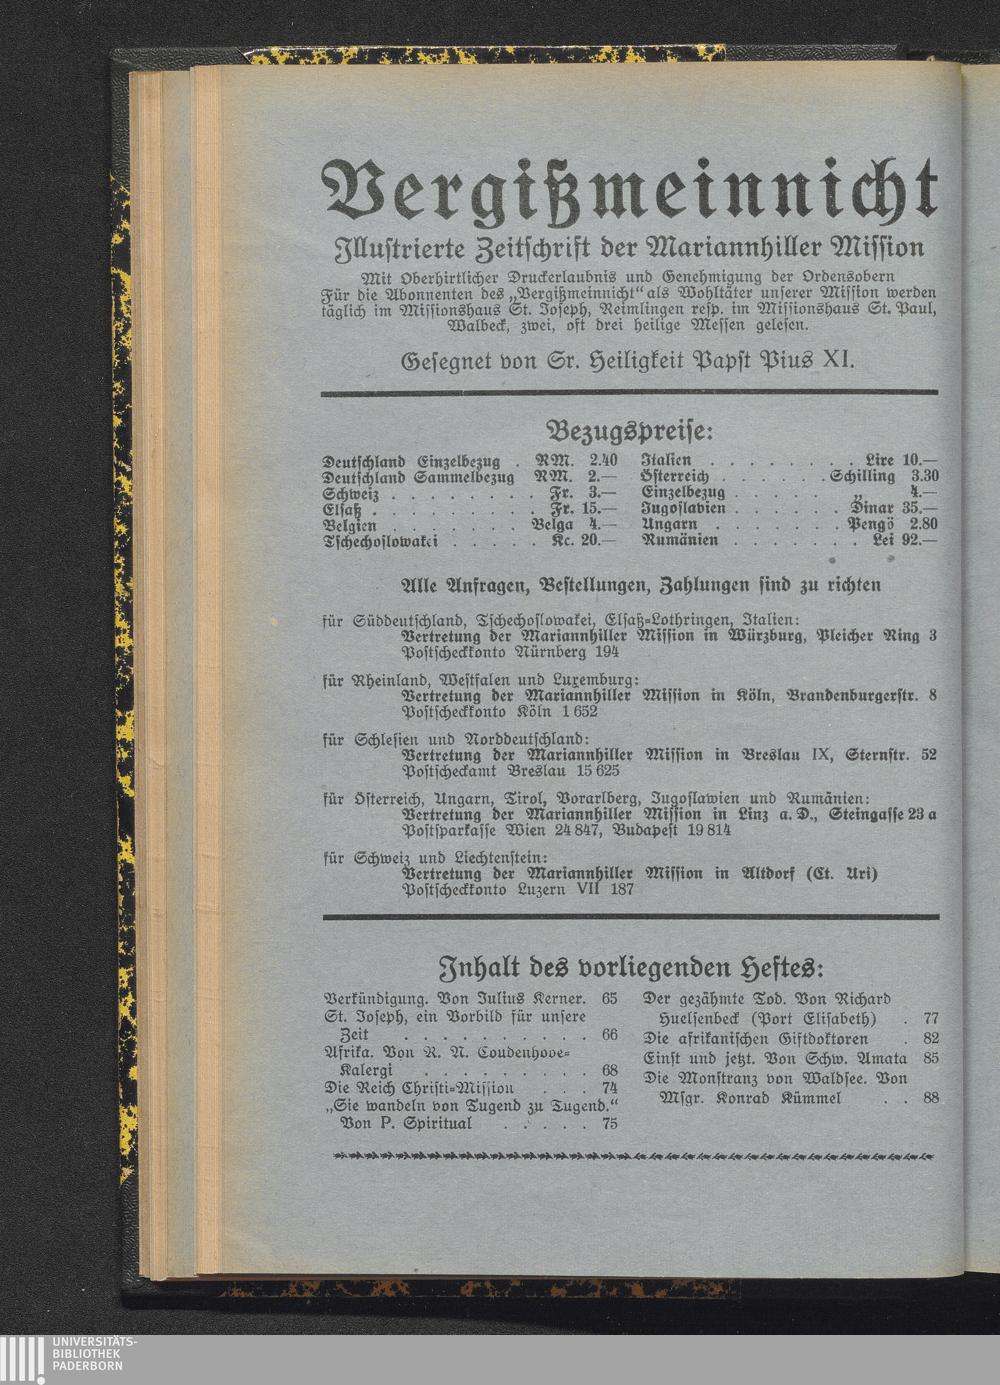 Vergißmeinnicht
Illustrierte Zeitschrift der Mariannhiller Mission
Mit Oberhirtlicher Druckerlaubnis und Genehmigung der Ordensobern
Für die Abonnenten des „Vergißmeinnicht“ als Wohltäter unserer Mission werden
täglich im Missionshaus St. Joseph, Reimlingen resp. im Missionshaus St. Paul,
Walbeck, zwei, oft drei heilige Messen gelesen.
Gesegnet von Sr. Heiligkeit Papst Pius XI.
Bezugspreise:
Deutschland Einzelbezug . RM. 2.40
Deutschland Sammelbezug RM. 2.—
Schweiz . . . . . . . . Fr. 3.—
Elsaß . . . . . . . . . Fr. 15.—
Belgien . . . . . . . Belga 4.—
Tschechoslowakei . . . . . Kc. 20.—
Italien . . . . . . . . Lire 10.—
Österreich . . . . . . Schilling 3.30
Einzelbezug . . . . . „ 4.—
Jugoslavien . . . . . . Dinar 35.—
Ungarn . . . . . . . Pengö 2.80
Rumänien . . . . . . . Lei 92.—
Alle Anfragen, Bestellungen, Zahlungen sind zu richten
für Süddeutschland, Tschechoslowakei, Elsaß-Lothringen, Italien:
Vertretung der Mariannhiller Mission in Würzburg, Pleicher Ring 3
Postscheckkonto Nürnberg 194
für Rheinland, Westfalen und Luxemburg:
Vertretung der Mariannhiller Mission in Köln, Brandenburgerstr. 8
Postscheckkonto Köln 1652
für Schlesien und Norddeutschland:
Vertretung der Mariannhiller Mission in Breslau IX, Sternstr. 52
Postscheckamt Breslau 15625
für Österreich, Ungarn, Tirol, Vorarlberg, Jugoslawien und Rumänien:
Vertretung der Mariannhiller Mission in Linz a. D., Steingasse 23a
Postsparkasse Wien 24847, Budapest 19814
für Schweiz und Liechtenstein:
Vertretung der Mariannhiller Mission in Altdorf (Ct. Uri)
Postscheckkonto Luzern VII 187
Inhalt des vorliegenden Heftes:
Verkündigung. Von Julius Kerner. 65
St. Joseph, ein Vorbild für unsere
Zeit . . . . . . . . . . 66
Afrika. Von R. N. Coudenhove-
Kalergi . . . . . . . . . 68
Die Reich Christi-Mission . . . 74
„Sie wandeln von Tugend zu Tugend.“
Von P. Spiritual . . . . . 75
Der gezähmte Tod. Von Richard
Huelsenbeck (Port Elisabeth) . 77
Die afrikanischen Giftdoktoren . 82
Einst und jetzt. Von Schw. Amata 85
Die Monstranz von Waldsee. Von
Msgr. Konrad Kümmel . . 88
UNIVERSITÄTS-
BIBLIOTHEK
PADERBORN